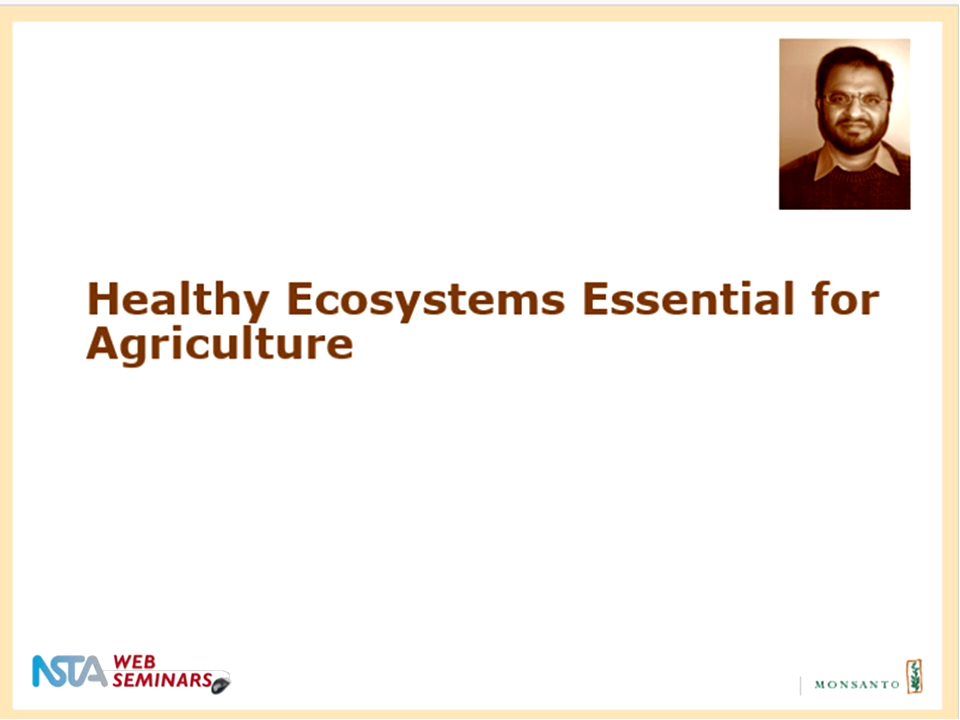 Healthy Ecosystems Essential for
Agriculture
NSTA WEB
SEMINARS
MONSANTO